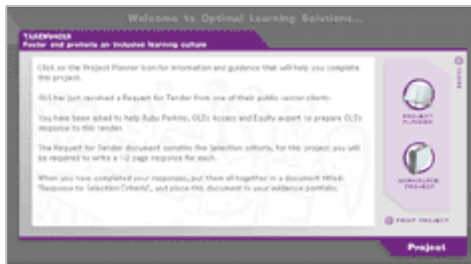 Welcome to Optimal Learning Solutions...
Foster and promote an inclusive learning culture
CLOSE
Click on the Project Planner icon for information and guidance that will help you complete
this project.
OLS has just received a Request for Tender from one of their public sector clients.
You have been asked to help Ruby Perkins, OLS's Access and Equity expert to prepare OLS's
response to this tender.
The Request for Tender document contains five Selection criteria, for this project you will
be required to write a 1-2 page response for each.
When you have completed your responses, put them all together in a document titled:
"Response to Selection Criteria", and place this document in your evidence portfolio.
PROJECT
PLANNER
WORKPLACE
PROJECT
PRINT PROJECT
Project